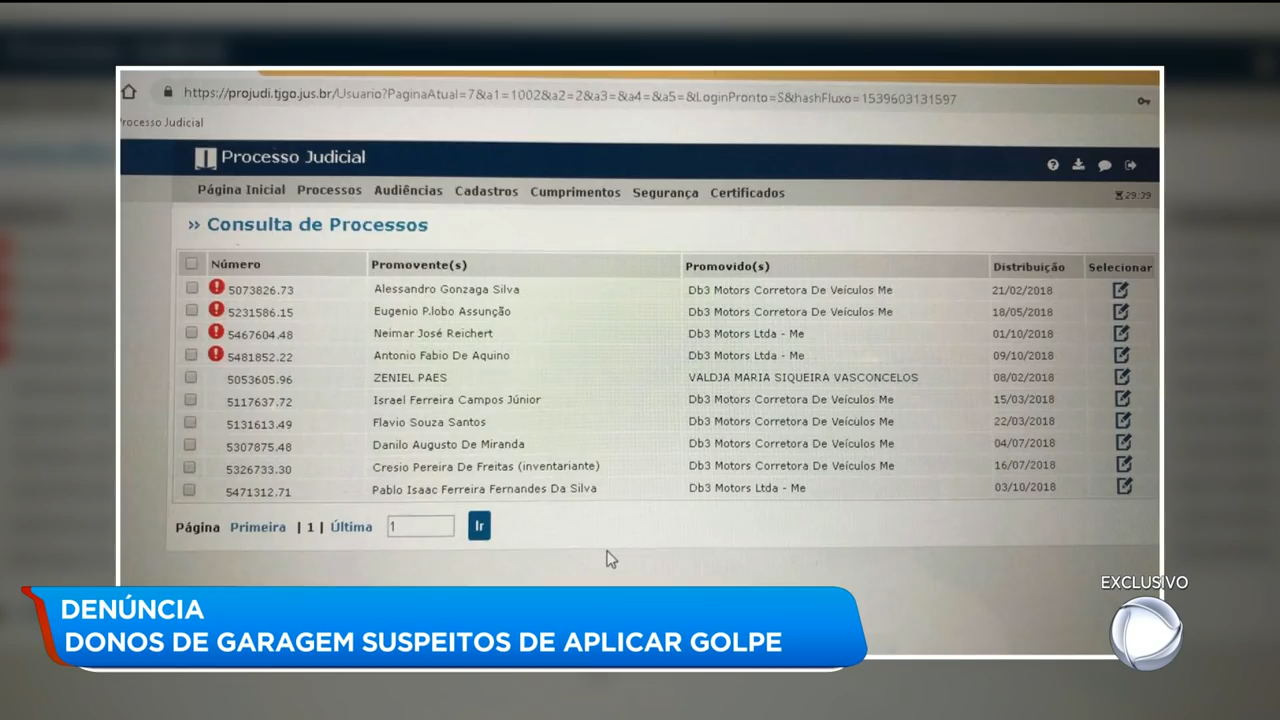 https://projudi.tjgo.jus.br/Usuario?PaginaAtual=7&a1=1002&a2=2&a3=&a4=&a5=&LoginPronto=S&hashFluxo=1539603131597
Processo Judicial
Processo Judicial
Página Inicial Processos Audiências Cadastros Cumprimentos Segurança Certificados 29:39
» Consulta de Processos
Número Promovente(s) Promovido(s) Distribuição Selecionar
5073826.73 Alessandro Gonzaga Silva Db3 Motors Corretora De Veículos Me 21/02/2018
5231586.15 Eugenio P.lobo Assunção Db3 Motors Corretora De Veículos Me 18/05/2018
5467604.48 Neimar José Reichert Db3 Motors Ltda - Me 01/10/2018
5481852.22 Antonio Fabio De Aquino Db3 Motors Ltda - Me 09/10/2018
5053605.96 ZENIEL PAES VALDJA MARIA SIQUEIRA VASCONCELOS 08/02/2018
5117637.72 Israel Ferreira Campos Júnior Db3 Motors Corretora De Veículos Me 15/03/2018
5131613.49 Flavio Souza Santos Db3 Motors Corretora De Veículos Me 22/03/2018
5307875.48 Danilo Augusto De Miranda Db3 Motors Corretora De Veículos Me 04/07/2018
5326733.30 Cresio Pereira De Freitas (inventariante) Db3 Motors Corretora De Veículos Me 16/07/2018
5471312.71 Pablo Isaac Ferreira Fernandes Da Silva Db3 Motors Ltda - Me 03/10/2018
Página Primeira | 1 | Última 1 Ir
EXCLUSIVO
DENÚNCIA
DONOS DE GARAGEM SUSPEITOS DE APLICAR GOLPE